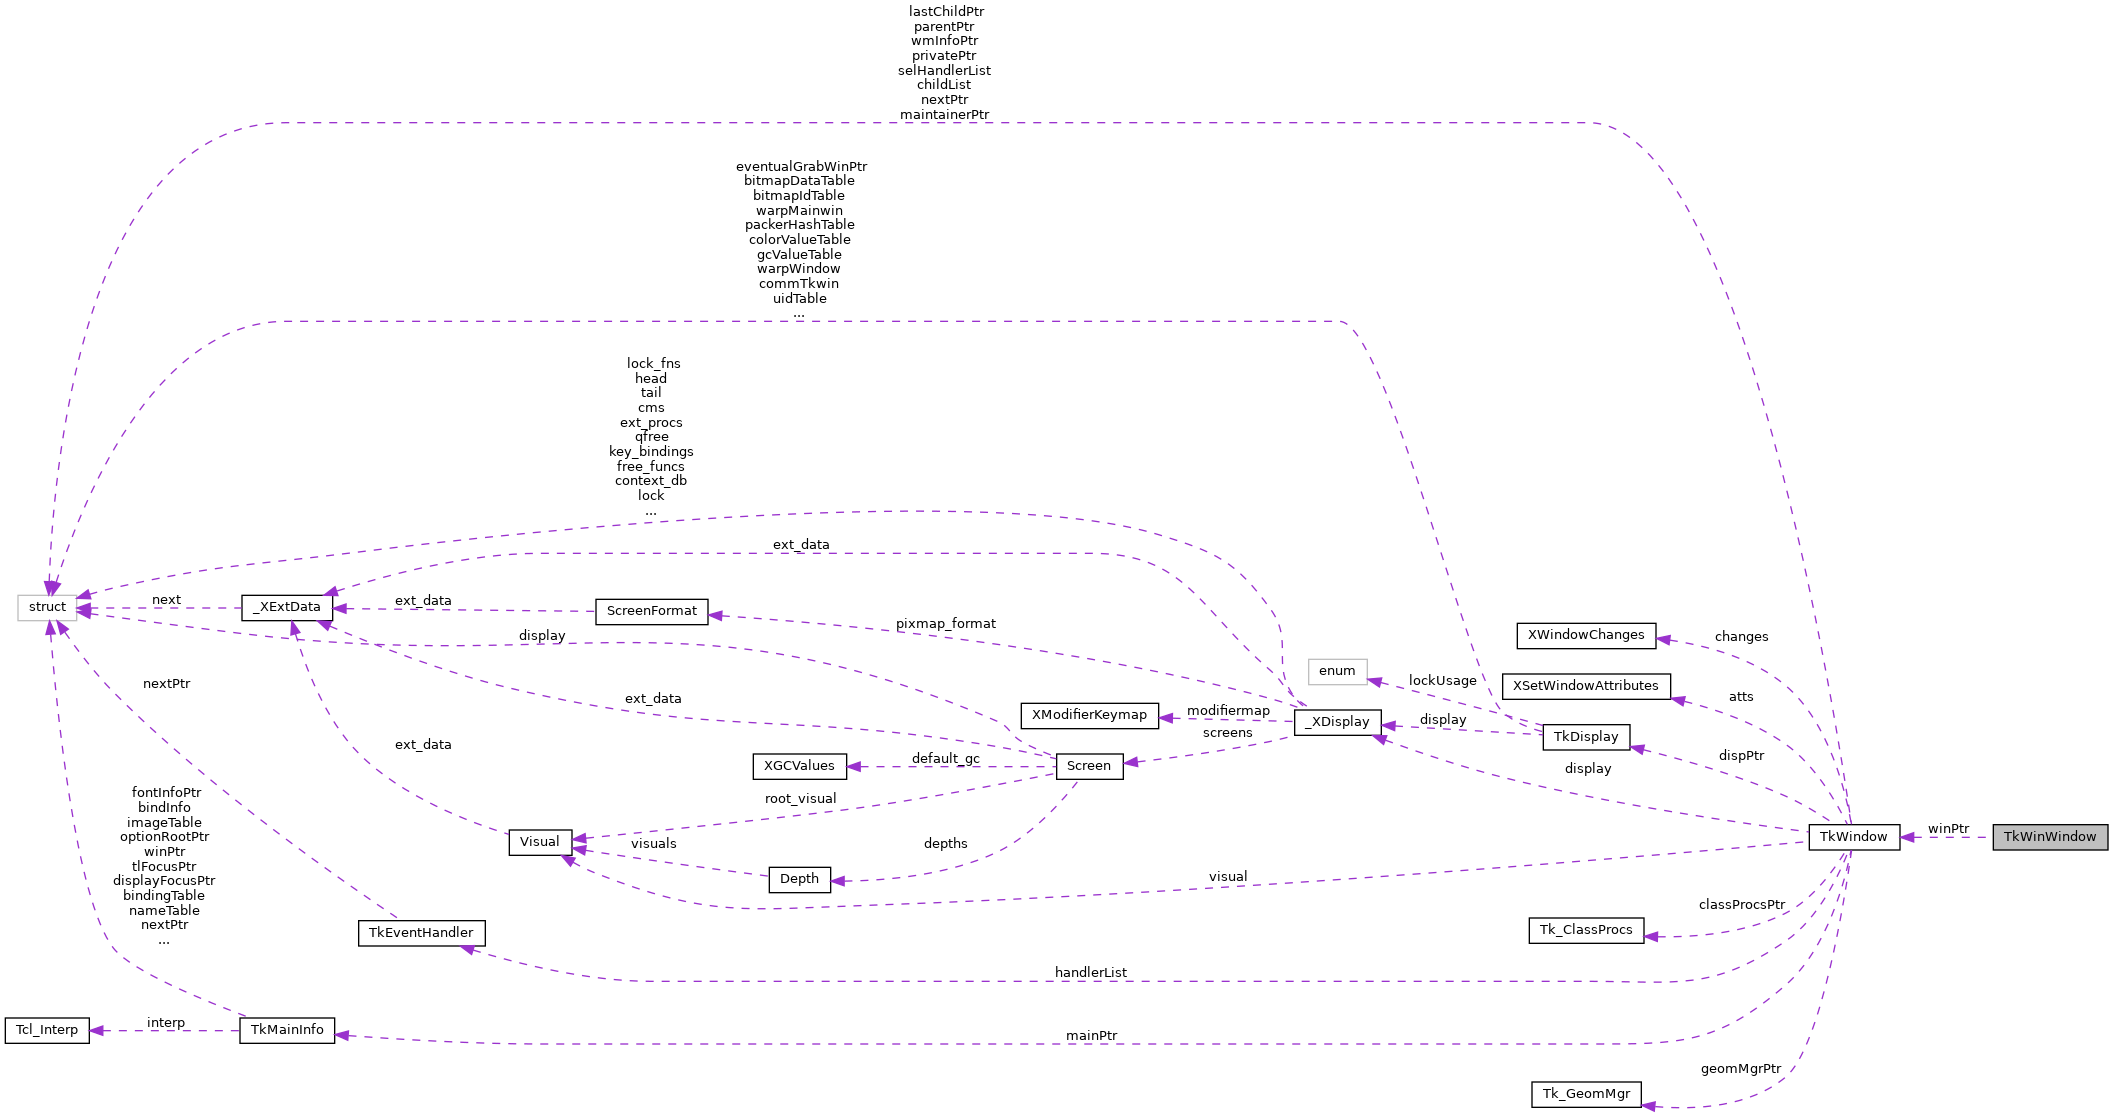 lastChildPtr
parentPtr
wmInfoPtr
privatePtr
selHandlerList
childList
nextPtr
maintainerPtr
eventualGrabWinPtr
bitmapDataTable
bitmapIdTable
warpMainwin
packerHashTable
colorValueTable
gcValueTable
warpWindow
commTkwin
uidTable
...
lock_fns
head
tail
cms
ext_procs
qfree
key_bindings
free_funcs
context_db
lock
...
ext_data
struct
next
_XExtData
ext_data
ScreenFormat
pixmap_format
display
XWindowChanges
changes
enum
lockUsage
XSetWindowAttributes
atts
nextPtr
ext_data
XModifierKeymap
modifiermap
_XDisplay
display
TkDisplay
screens
dispPtr
ext_data
XGCValues
default_gc
Screen
display
fontInfoPtr
bindInfo
imageTable
optionRootPtr
winPtr
tlFocusPtr
displayFocusPtr
bindingTable
nameTable
nextPtr
...
root_visual
Visual
visuals
depths
TkWindow
winPtr
TkWinWindow
Depth
visual
classProcsPtr
TkEventHandler
Tk_ClassProcs
handlerList
Tcl_Interp
interp
TkMainInfo
mainPtr
geomMgrPtr
Tk_GeomMgr